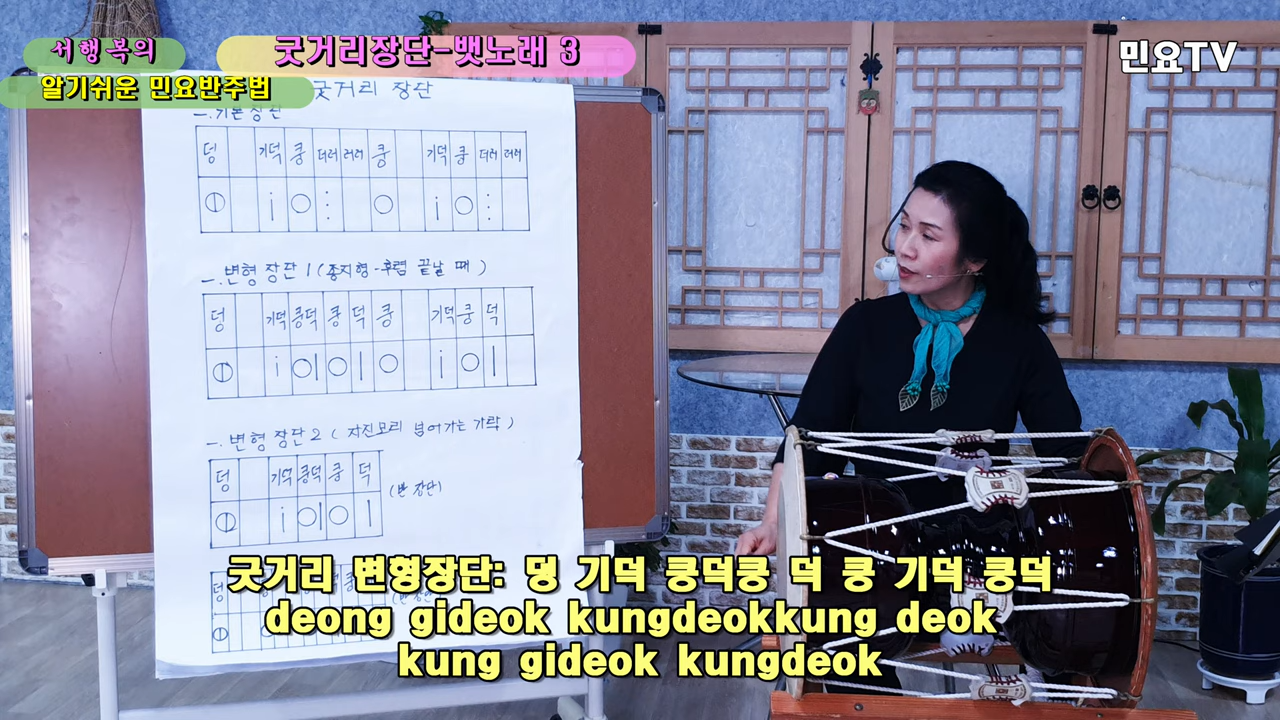 서행복의
굿거리장단-뱃노래 3
민요TV
알기쉬운 민요반주법
굿거리 장단
덩 기덕 쿵 더러 러러 쿵 기덕 쿵 더러 러러
一. 변형 장단 1 (종지형 - 후렴 끝날 때)
덩 기덕 쿵덕 쿵 덕 쿵 기덕 쿵 덕
一. 변형 장단 2 ( 자진모리 넘어가는 가락 )
덩 기덕 쿵덕 쿵 덕
(반 장단)
굿거리 변형장단: 덩 기덕 쿵덕쿵 덕 쿵 기덕 쿵덕
deong gideok kungdeokkung deok
kung gideok kungdeok